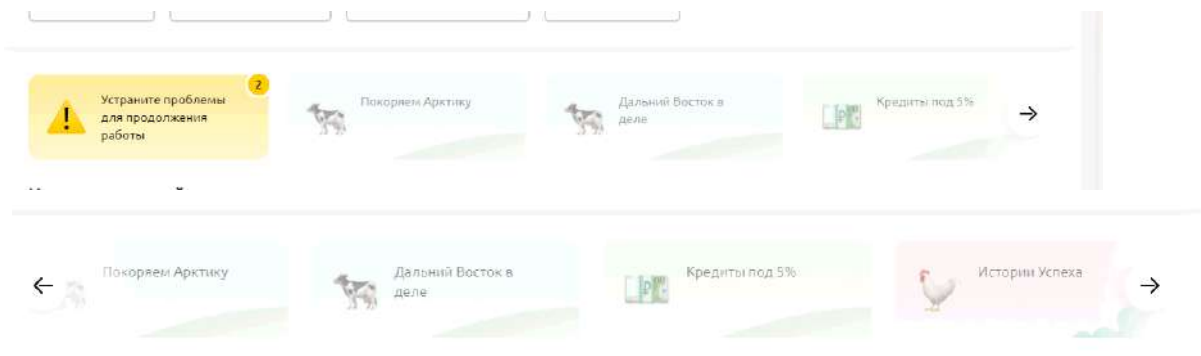 2
Устраните проблемы
для продолжения
работы
Покоряем Арктику
Дальний Восток в
деле
Кредиты под 5%
Покоряем Арктику
Дальний Восток в
деле
Кредиты под 5%
Истории Успеха